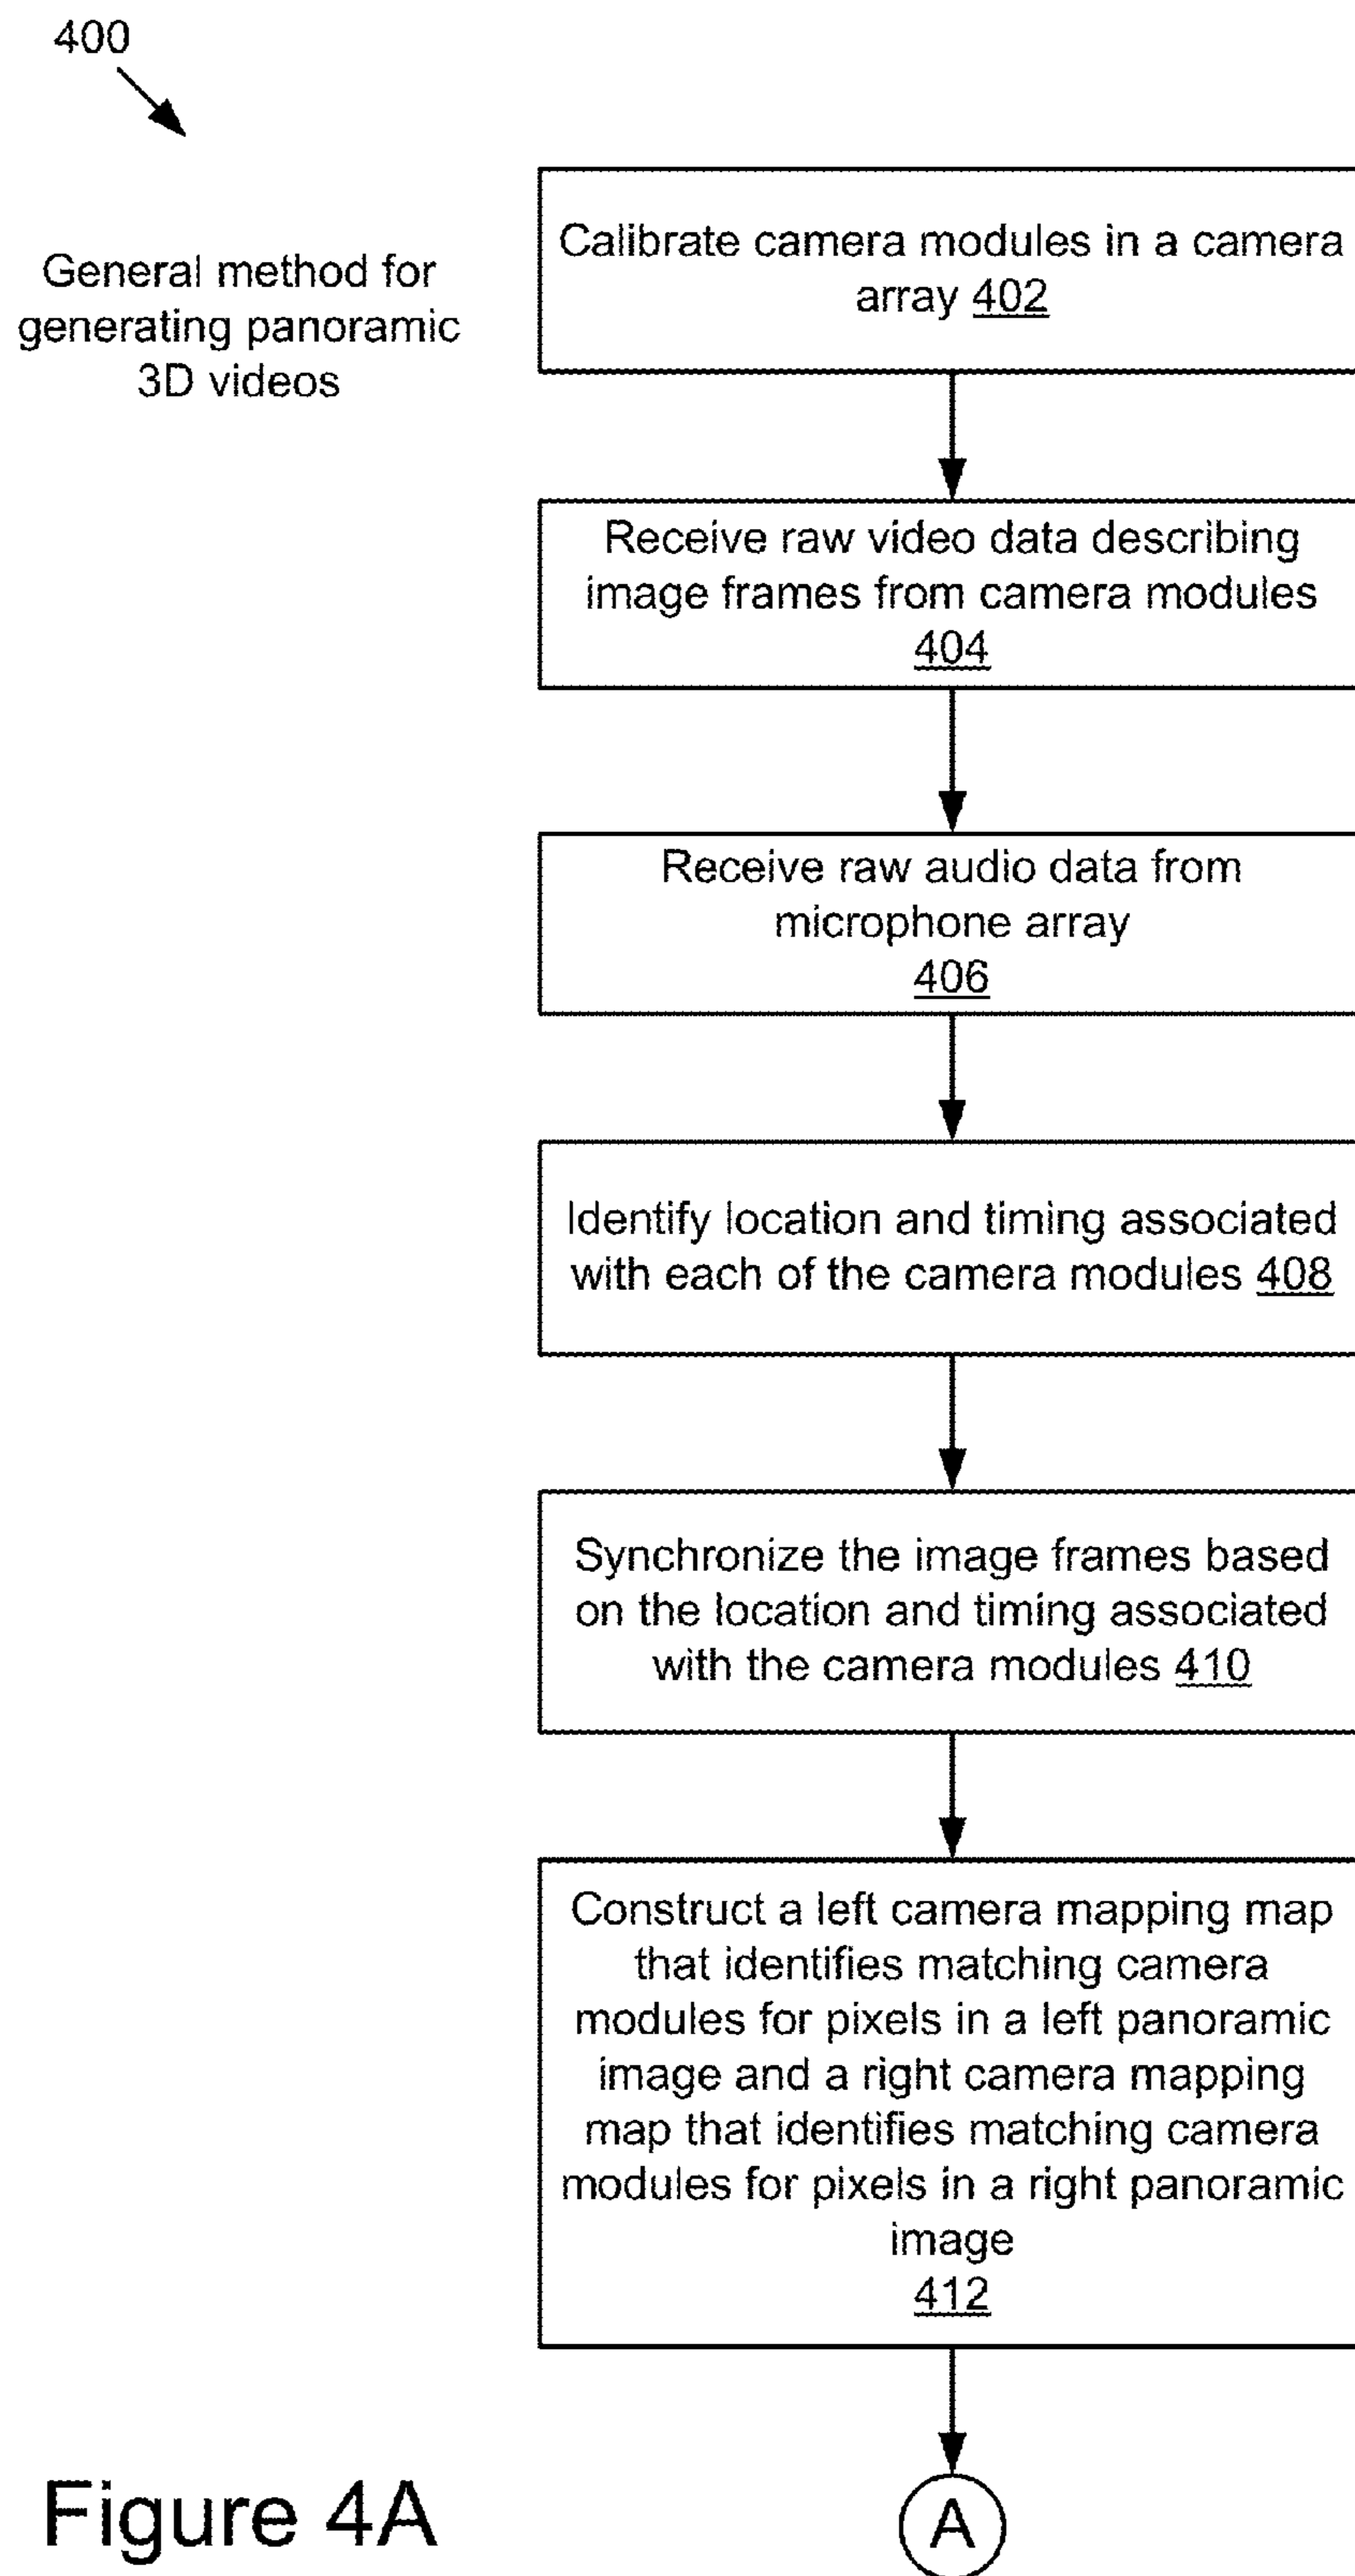 400
General method for
generating panoramic
3D videos
Calibrate camera modules in a camera
array 402
Receive raw video data describing
image frames from camera modules
404
Receive raw audio data from
microphone array
406
Identify location and timing associated
with each of the camera modules 408
Synchronize the image frames based
on the location and timing associated
with the camera modules 410
Construct a left camera mapping map
that identifies matching camera
modules for pixels in a left panoramic
image and a right camera mapping
map that identifies matching camera
modules for pixels in a right panoramic
image
412
A
Figure 4A